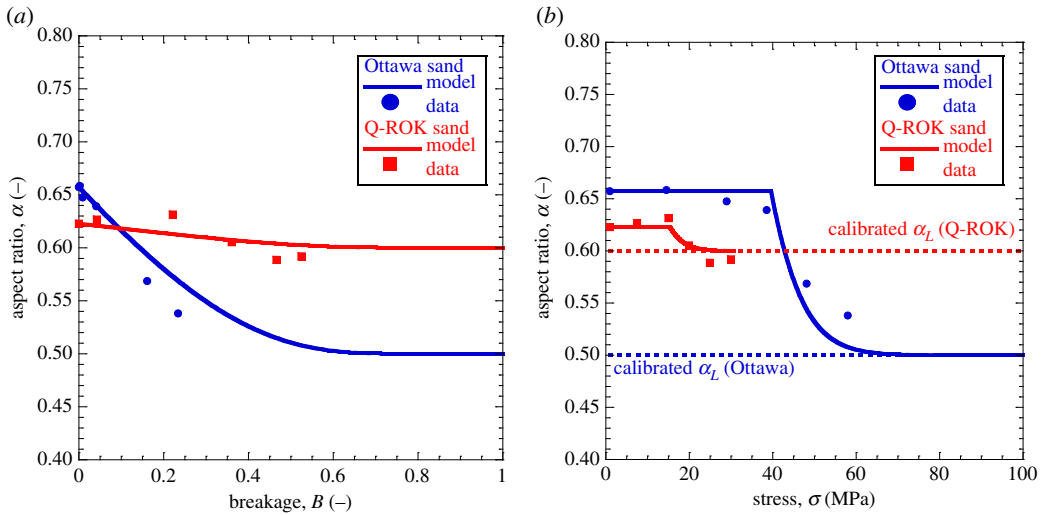 (a)
0.80
0.75
0.70
0.65
0.60
0.55
0.50
0.45
0.40
aspect ratio, α (–)
Ottawa sand
model
data
Q-ROK sand
model
data
0
0.2
0.4
0.6
0.8
1
breakage, B (–)
(b)
0.80
0.75
0.70
0.65
0.60
0.55
0.50
0.45
0.40
aspect ratio, α (–)
Ottawa sand
model
data
Q-ROK sand
model
data
calibrated α_L (Q-ROK)
calibrated α_L (Ottawa)
0
20
40
60
80
100
stress, σ (MPa)